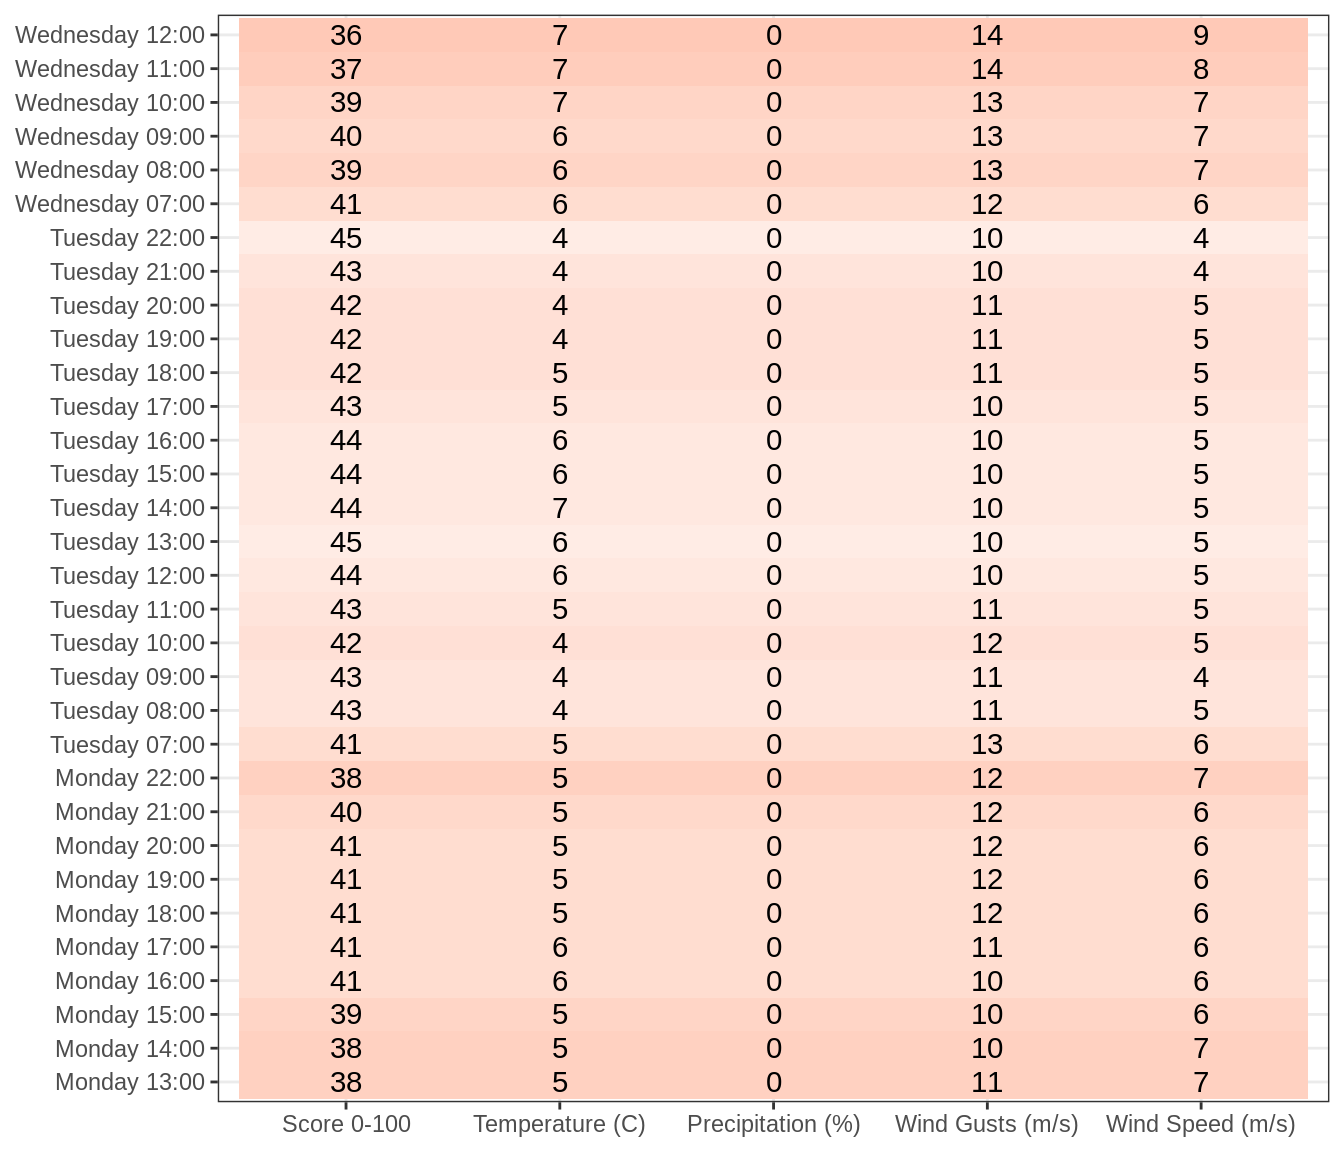 Wednesday 12:00 36 7 0 14 9
Wednesday 11:00 37 7 0 14 8
Wednesday 10:00 39 7 0 13 7
Wednesday 09:00 40 6 0 13 7
Wednesday 08:00 39 6 0 13 7
Wednesday 07:00 41 6 0 12 6
Tuesday 22:00 45 4 0 10 4
Tuesday 21:00 43 4 0 10 4
Tuesday 20:00 42 4 0 11 5
Tuesday 19:00 42 4 0 11 5
Tuesday 18:00 42 5 0 11 5
Tuesday 17:00 43 5 0 10 5
Tuesday 16:00 44 6 0 10 5
Tuesday 15:00 44 6 0 10 5
Tuesday 14:00 44 7 0 10 5
Tuesday 13:00 45 6 0 10 5
Tuesday 12:00 44 6 0 10 5
Tuesday 11:00 43 5 0 11 5
Tuesday 10:00 42 4 0 12 5
Tuesday 09:00 43 4 0 11 4
Tuesday 08:00 43 4 0 11 5
Tuesday 07:00 41 5 0 13 6
Monday 22:00 38 5 0 12 7
Monday 21:00 40 5 0 12 6
Monday 20:00 41 5 0 12 6
Monday 19:00 41 5 0 12 6
Monday 18:00 41 5 0 12 6
Monday 17:00 41 6 0 11 6
Monday 16:00 41 6 0 10 6
Monday 15:00 39 5 0 10 6
Monday 14:00 38 5 0 10 7
Monday 13:00 38 5 0 11 7
Score 0-100 Temperature (C) Precipitation (%) Wind Gusts (m/s) Wind Speed (m/s)